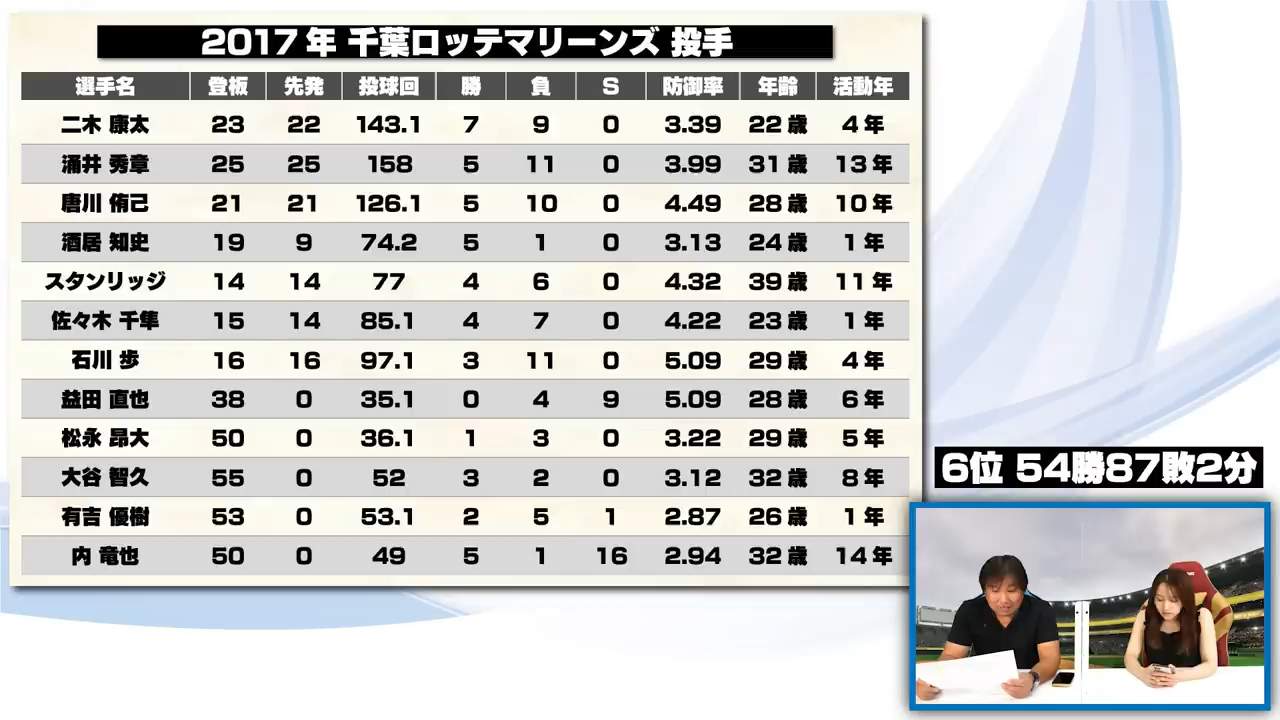 2017年 千葉ロッテマリーンズ 投手
選手名 登板 先発 投球回 勝 負 S 防御率 年齢 活動年
二木 康太 23 22 143.1 7 9 0 3.39 22歳 4年
涌井 秀章 25 25 158 5 11 0 3.99 31歳 13年
唐川 侑己 21 21 126.1 5 10 0 4.49 28歳 10年
酒居 知史 19 9 74.2 5 1 0 3.13 24歳 1年
スタンリッジ 14 14 77 4 6 0 4.32 39歳 11年
佐々木 千隼 15 14 85.1 4 7 0 4.22 23歳 1年
石川 歩 16 16 97.1 3 11 0 5.09 29歳 4年
益田 直也 38 0 35.1 0 4 9 5.09 28歳 6年
松永 昂大 50 0 36.1 1 3 0 3.22 29歳 5年
大谷 智久 55 0 52 3 2 0 3.12 32歳 8年
有吉 優樹 53 0 53.1 2 5 1 2.87 26歳 1年
内 竜也 50 0 49 5 1 16 2.94 32歳 14年
6位 54勝87敗2分